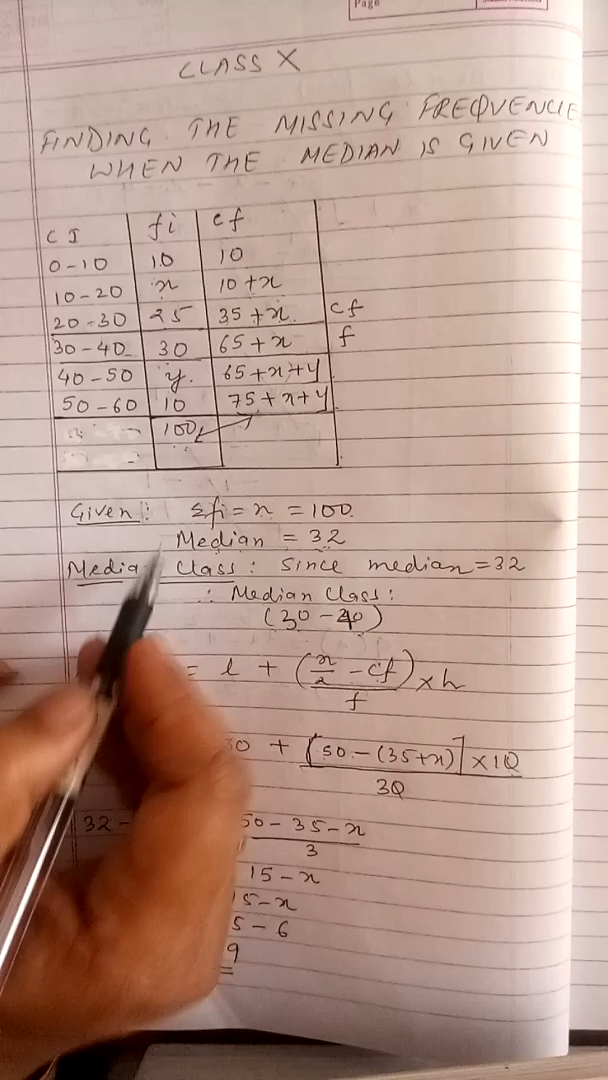 Page
CLASS X
FINDING THE MISSING FREQUENCIE
WHEN THE MEDIAN IS GIVEN
CI fi cf
0-10 10 10
10-20 x 10+x
20-30 25 35+x cf
30-40 30 65+x f
40-50 y. 65+x+y
50-60 10 75+x+y
100
Given: Σfi = n = 100.
Median = 32
Median Class: Since median = 32
∴ Median Class:
(30-40)
= l + (n/2 - cf) × h
f
+ [50-(35+x)] × 10
30
32- 50-35-x
3
15-x
15-x
5-6
9